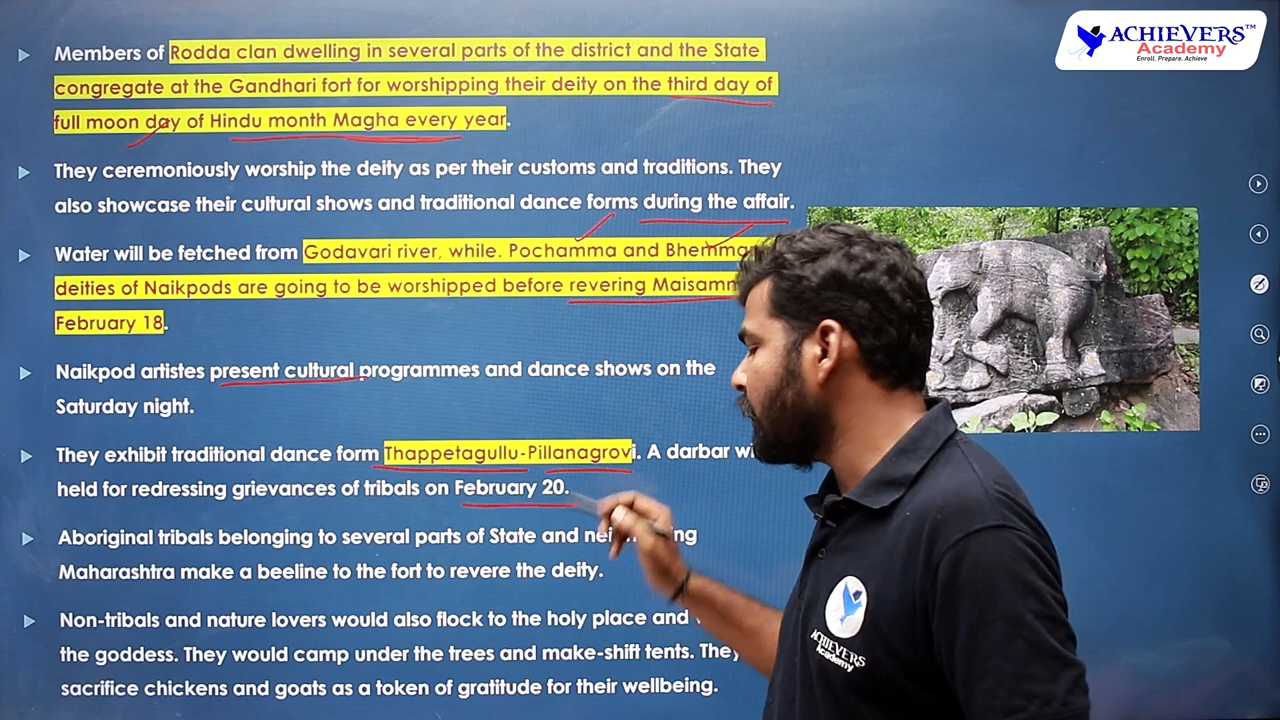 ACHIEVERS™
Academy
Enroll. Prepare. Achieve
Members of Rodda clan dwelling in several parts of the district and the State
congregate at the Gandhari fort for worshipping their deity on the third day of
full moon day of Hindu month Magha every year.
They ceremoniously worship the deity as per their customs and traditions. They
also showcase their cultural shows and traditional dance forms during the affair.
Water will be fetched from Godavari river, while. Pochamma and
deities of Naikpods are going to be worshipped before revering
February 18.
Naikpod artistes present cultural programmes and dance shows on the
Saturday night.
They exhibit traditional dance form Thappetagullu-Pillanagrovi. A darbar
held for redressing grievances of tribals on February 20.
Aboriginal tribals belonging to several parts of State and
Maharashtra make a beeline to the fort to revere the deity.
Non-tribals and nature lovers would also flock to the holy place and
the goddess. They would camp under the trees and make-shift tents. They
sacrifice chickens and goats as a token of gratitude for their wellbeing.
ACHIEVERS
Academy